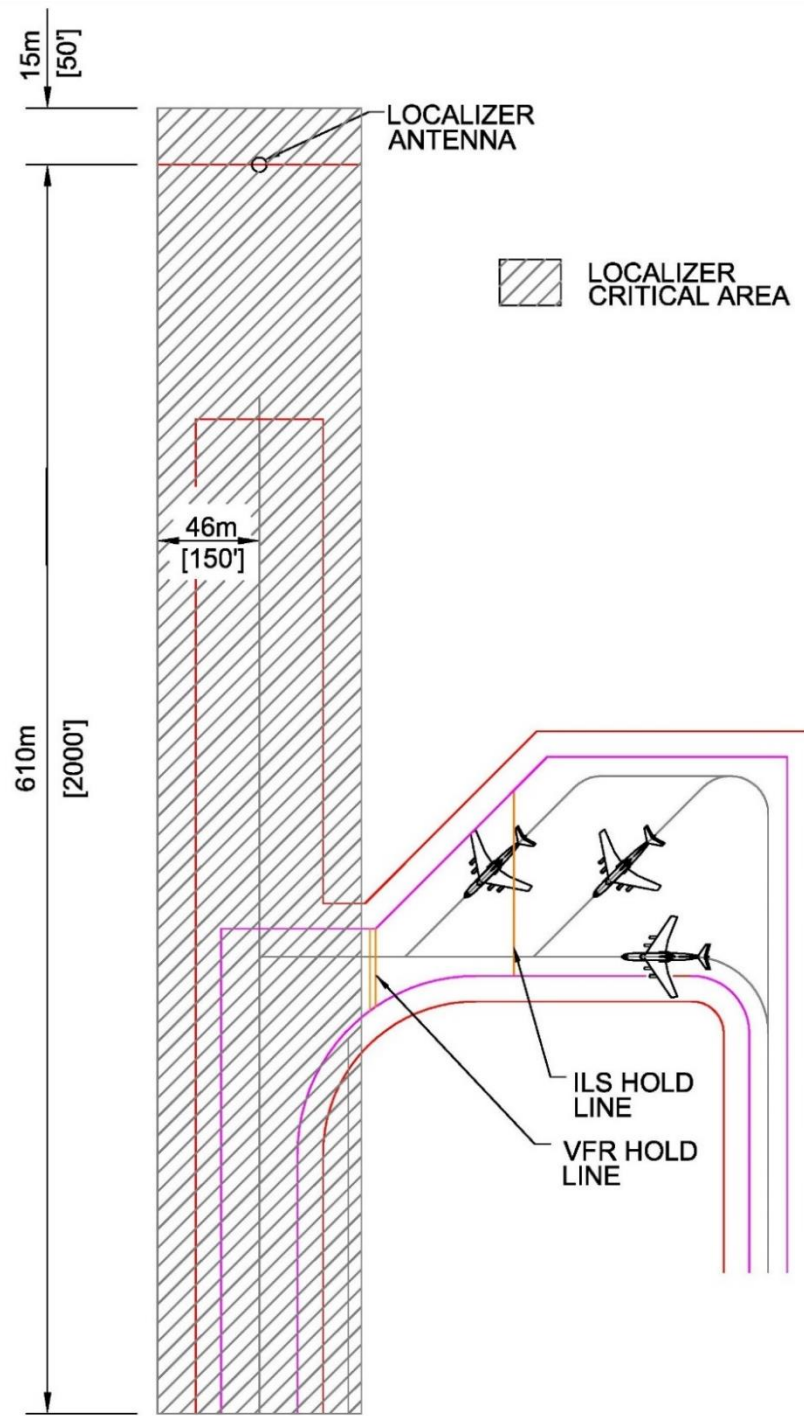 15m
[50']
LOCALIZER
ANTENNA
LOCALIZER
CRITICAL AREA
46m
[150']
610m
[2000']
ILS HOLD
LINE
VFR HOLD
LINE